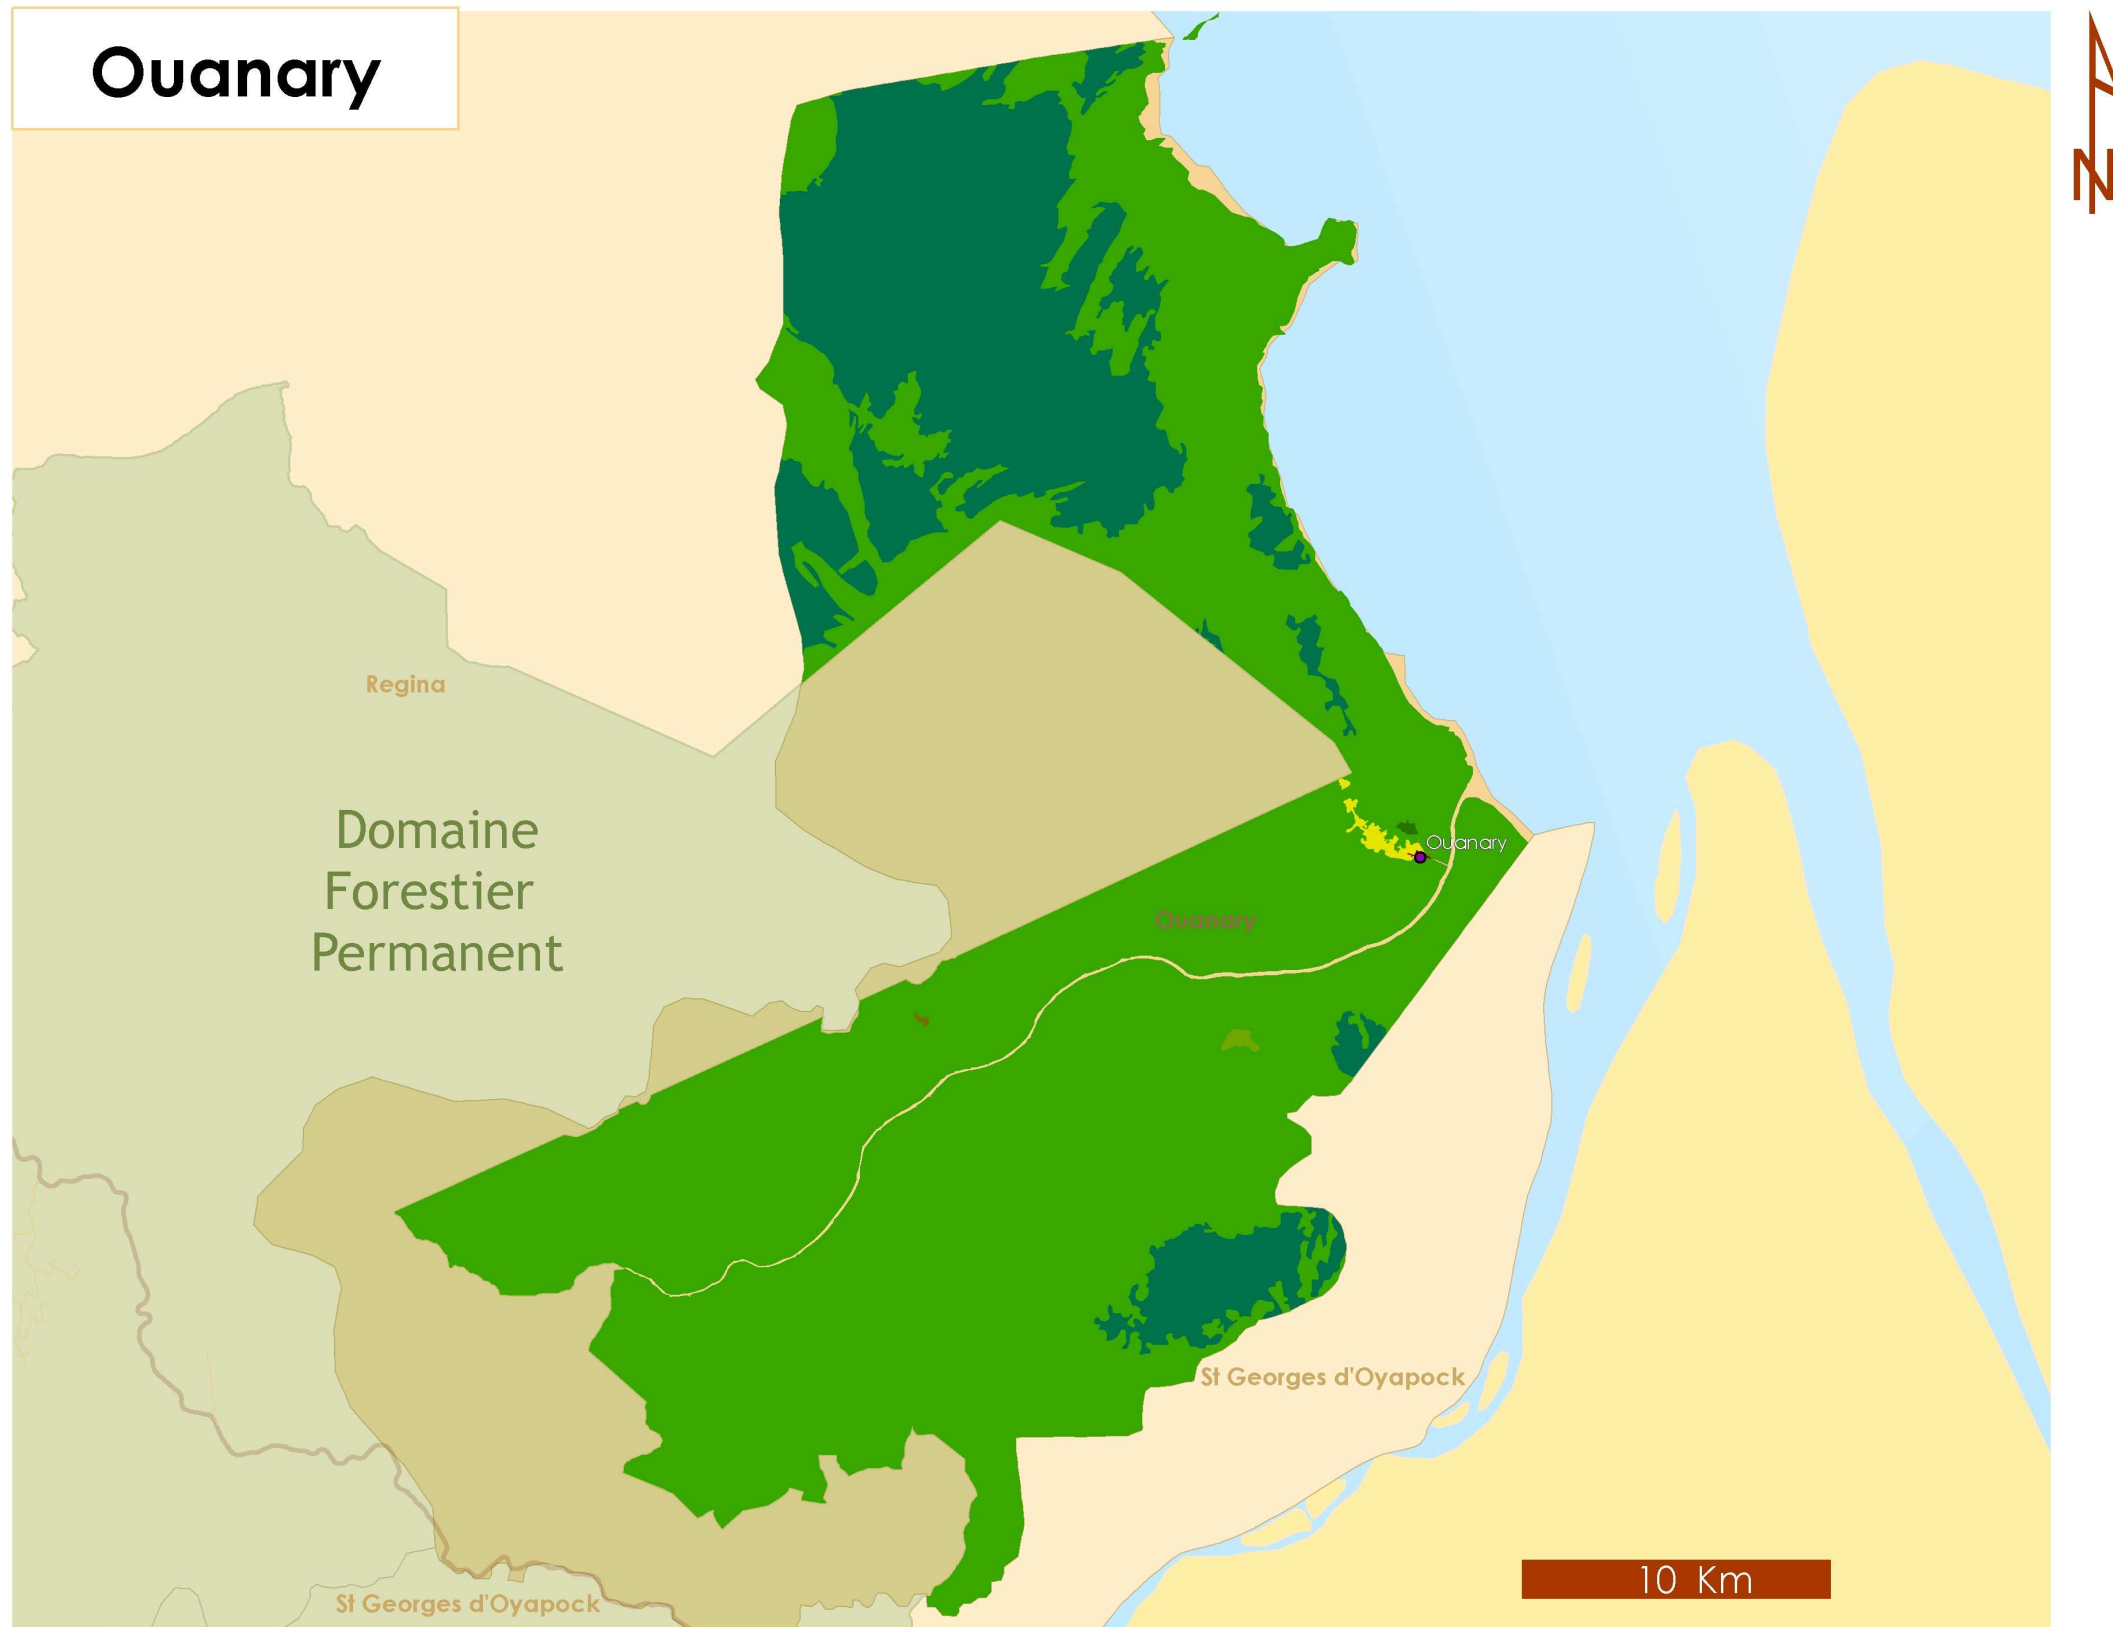 Ouanary
N
Regina
Domaine
Forestier
Permanent
Ouanary
Ouanary
St Georges d'Oyapock
10 Km
St Georges d'Oyapock